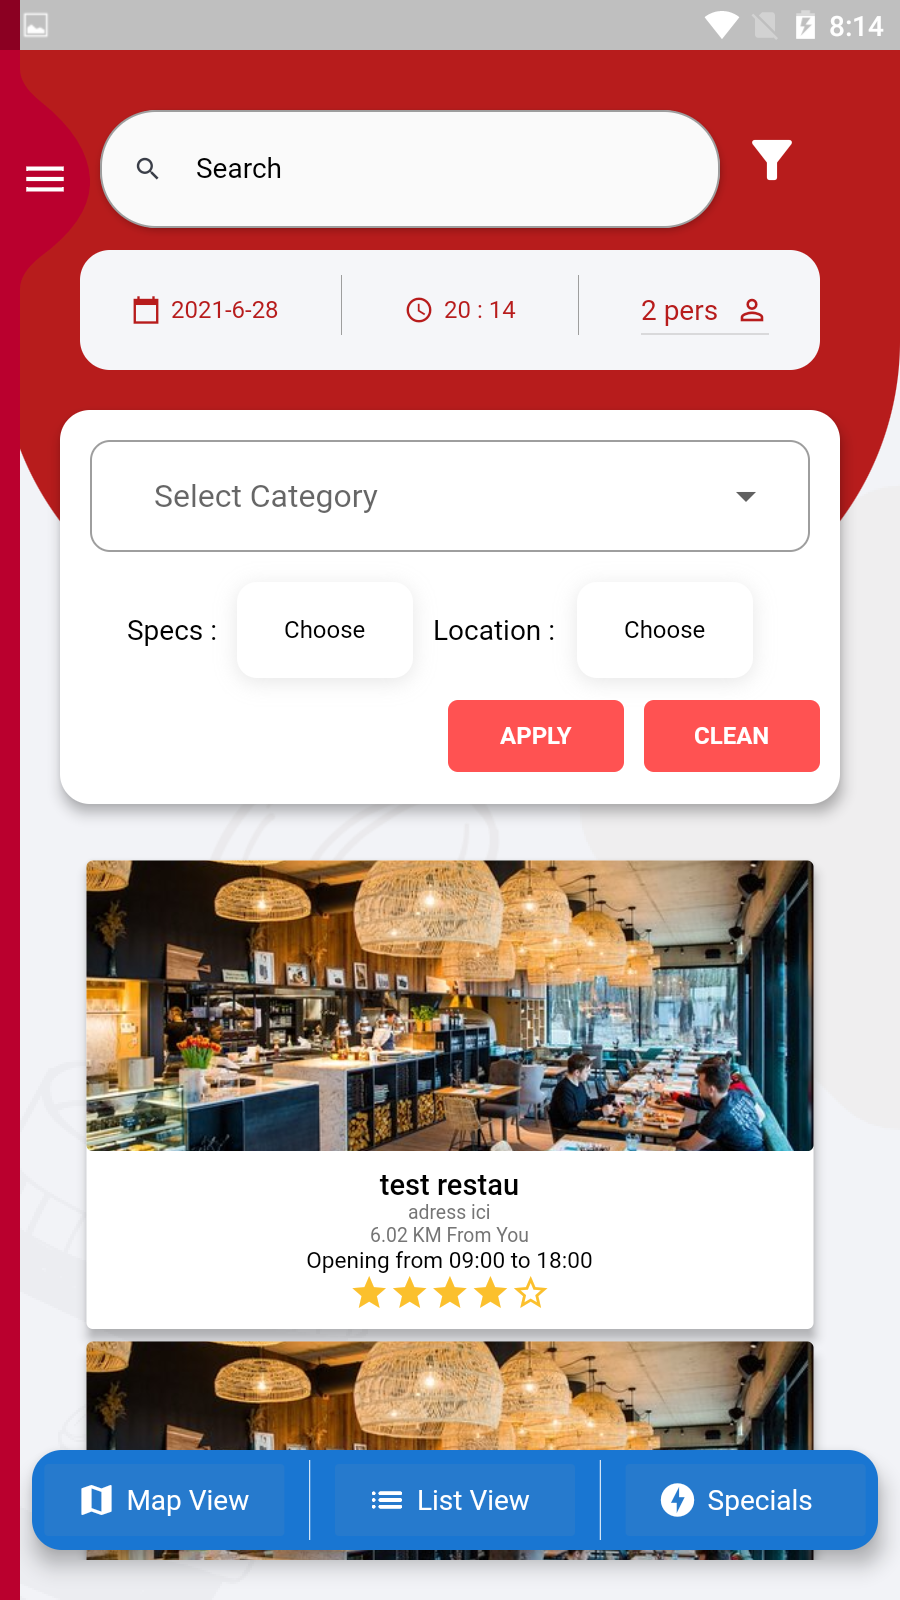 8:14
Search
2021-6-28
20 : 14
2 pers
Select Category
Specs :
Choose
Location :
Choose
APPLY
CLEAN
test restau
adress ici
6.02 KM From You
Opening from 09:00 to 18:00
Map View
List View
Specials